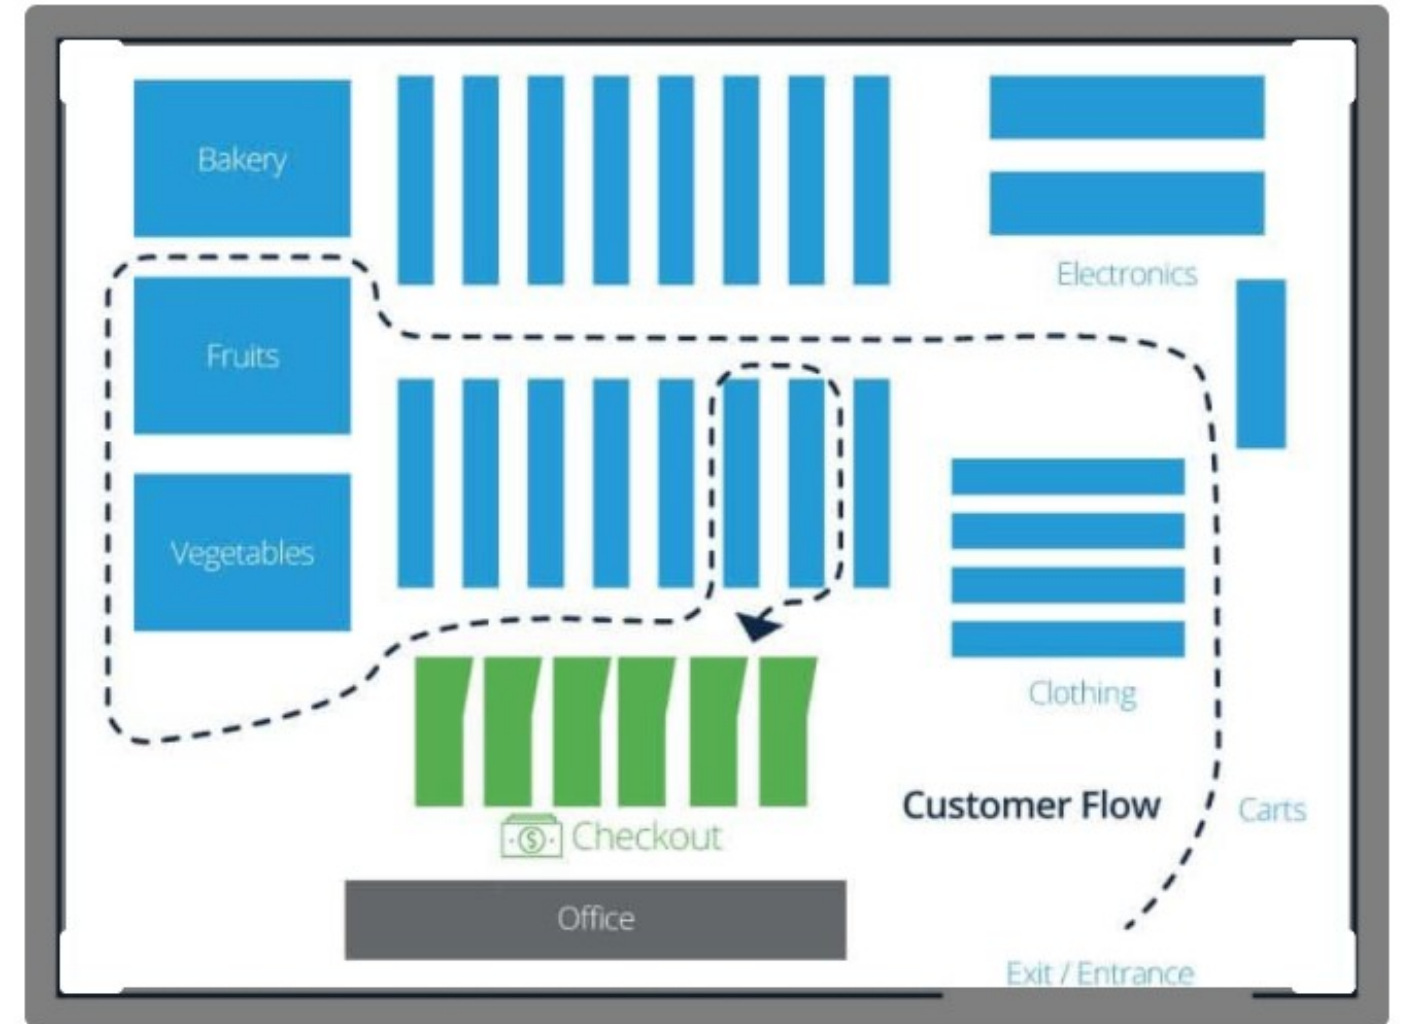 Bakery
Electronics
Fruits
Vegetables
Clothing
Customer Flow
Carts
$
Checkout
Office
Exit / Entrance